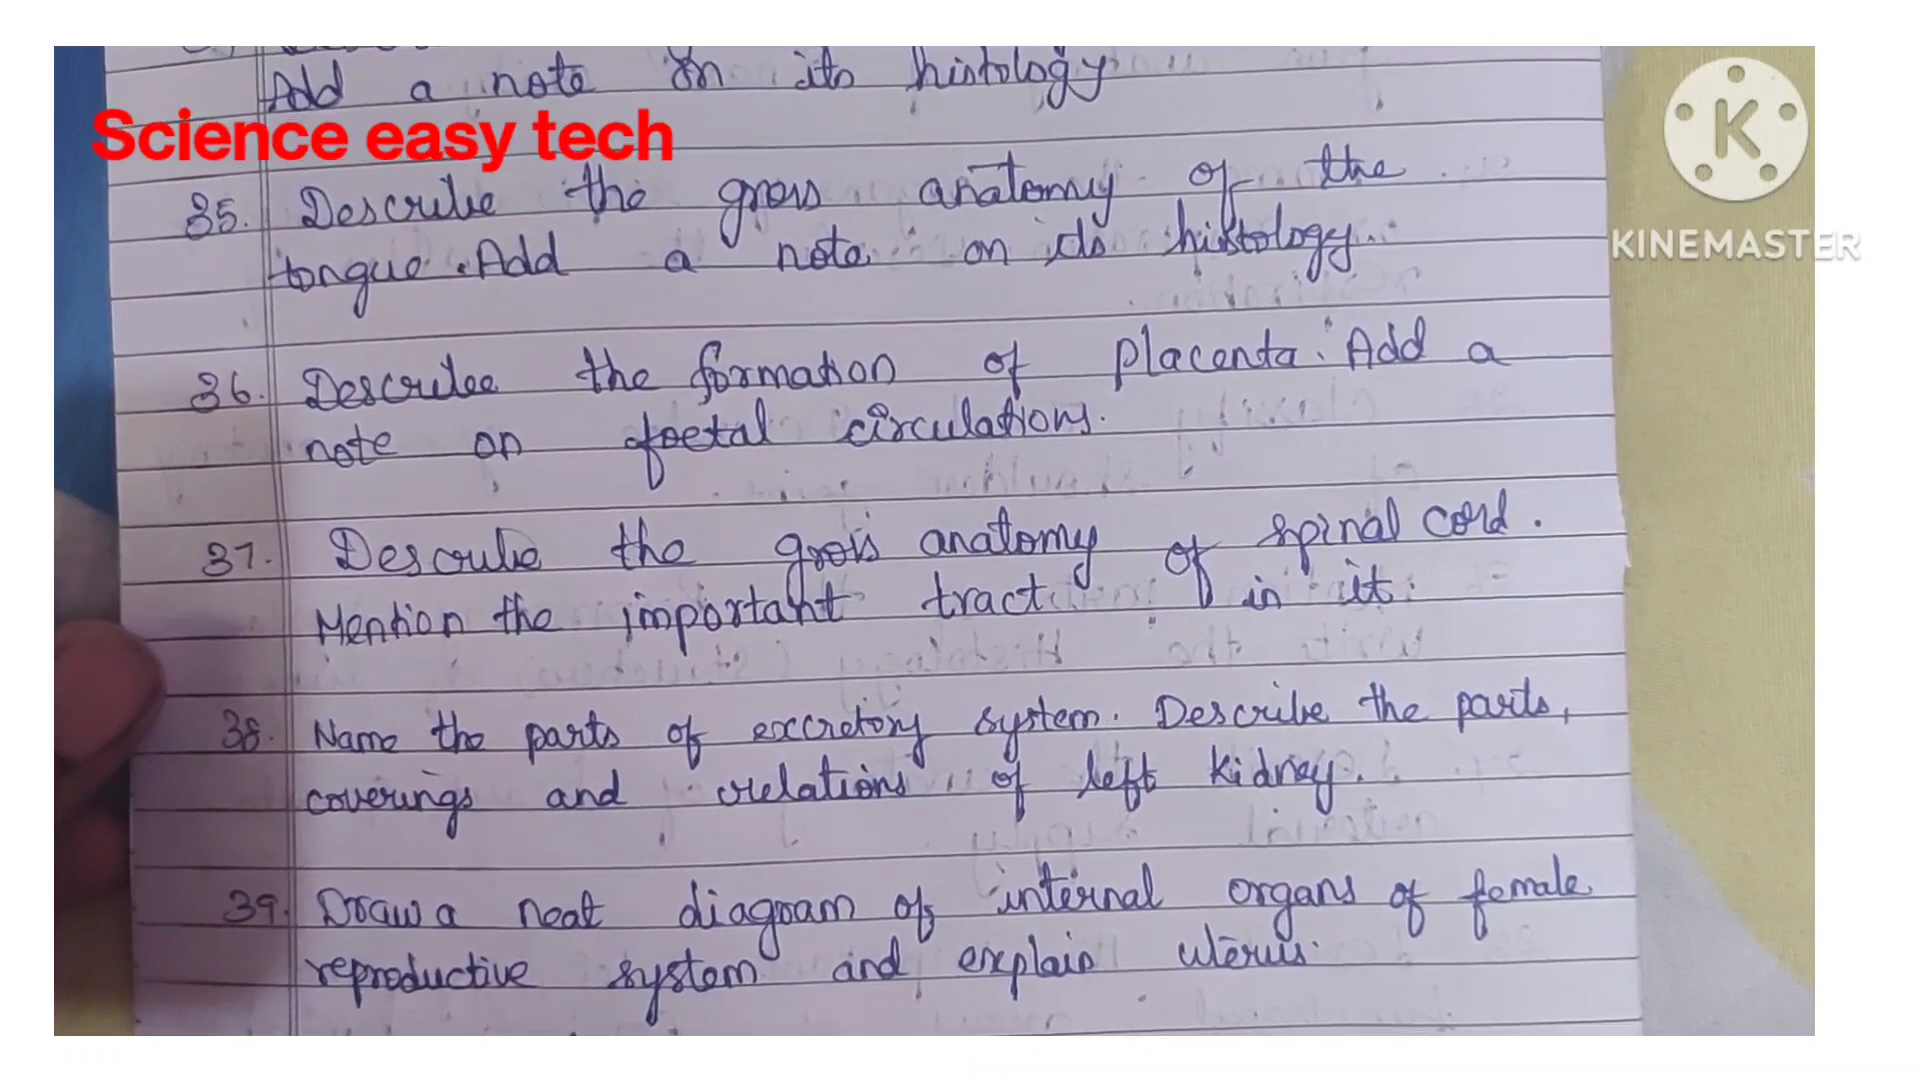 Add a note on its histology
Science easy tech
35. Describe the gross anatomy of the
tongue. Add a note on its histology.
36. Describe the formation of placenta. Add a
note on foetal circulations.
37. Describe the gross anatomy of spinal cord.
Mention the important tract in it.
38. Name the parts of excretory system. Describe the parts,
coverings and relations of left kidney.
39. Draw a neat diagram of internal organs of female
reproductive system and explain uterus.
K
KINEMASTER